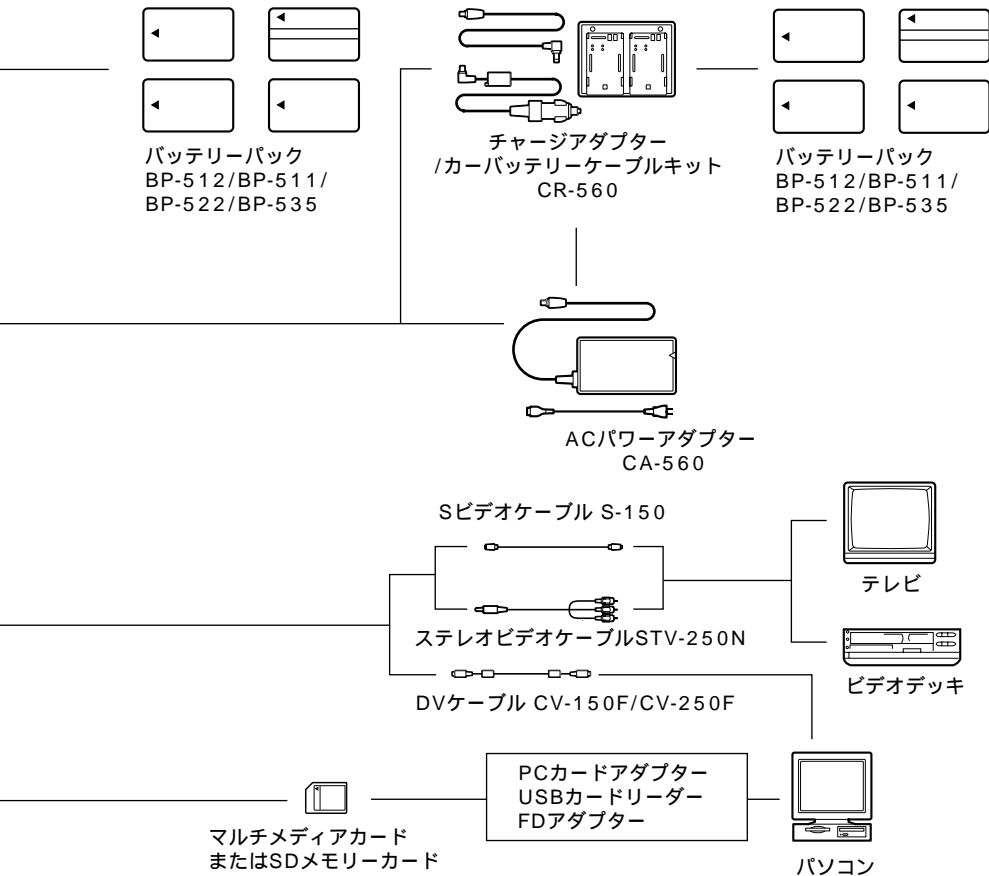 バッテリーパック
BP-512/BP-511/
BP-522/BP-535
チャージアダプター
/カーバッテリーケーブルキット
CR-560
バッテリーパック
BP-512/BP-511/
BP-522/BP-535
ACパワーアダプター
CA-560
Sビデオケーブル S-150
ステレオビデオケーブルSTV-250N
DVケーブル CV-150F/CV-250F
テレビ
ビデオデッキ
マルチメディアカード
またはSDメモリーカード
PCカードアダプター
USBカードリーダー
FDアダプター
パソコン